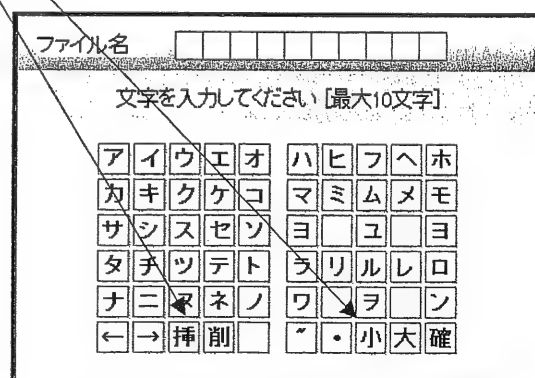 ファイル名
文字を入力してください [最大10文字]
アイウエオ ハヒフヘホ
カキクケコ マミムメモ
サシスセソ ヨ ユ ヨ
タチツテト ラリルレロ
ナニヌネノ ワ ヲ ン
←→挿削 ゛・小大確